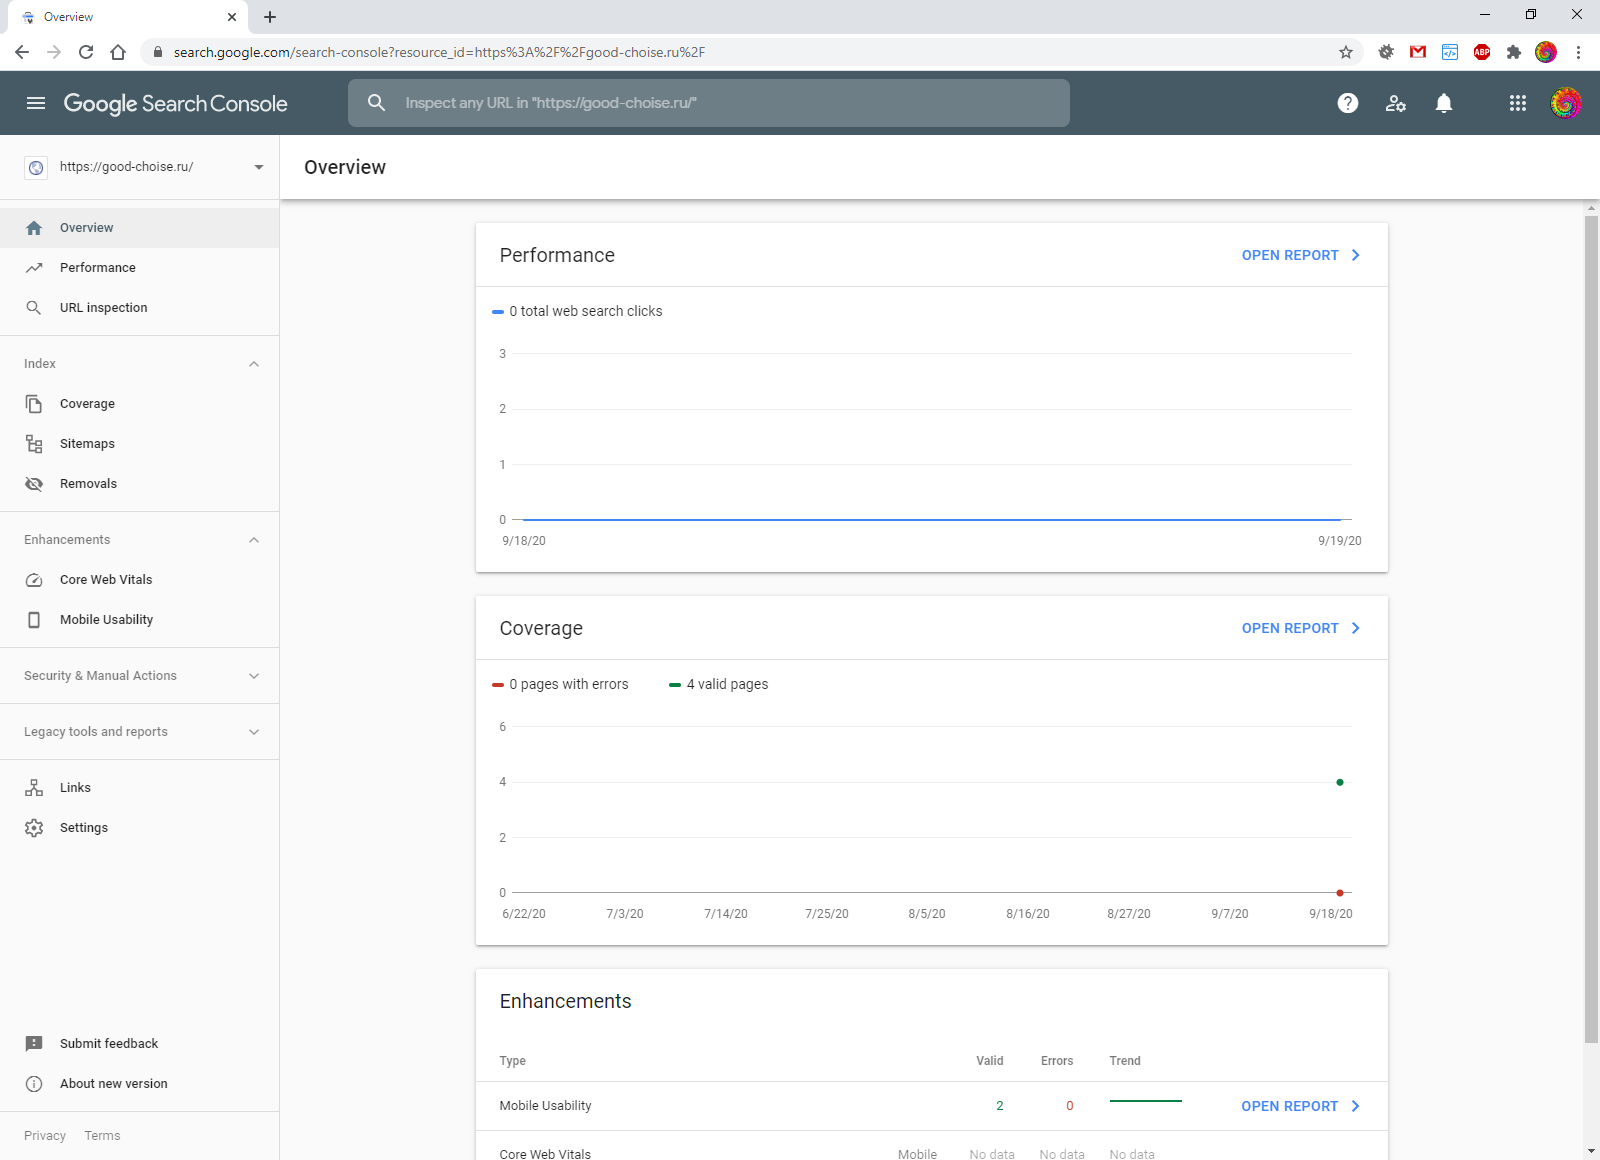 Overview
search.google.com/search-console?resource_id=https%3A%2F%2Fgood-choise.ru%2F
ABP
Google Search Console
Inspect any URL in "https://good-choise.ru/"
https://good-choise.ru/
Overview
Overview
Performance
URL inspection
Index
Coverage
Sitemaps
Removals
Enhancements
Core Web Vitals
Mobile Usability
Security & Manual Actions
Legacy tools and reports
Links
Settings
Submit feedback
About new version
Privacy Terms
Performance OPEN REPORT
0 total web search clicks
3
2
1
0
9/18/20 9/19/20
Coverage OPEN REPORT
0 pages with errors 4 valid pages
6
4
2
0
6/22/20 7/3/20 7/14/20 7/25/20 8/5/20 8/16/20 8/27/20 9/7/20 9/18/20
Enhancements
Type Valid Errors Trend
Mobile Usability 2 0 OPEN REPORT
Core Web Vitals Mobile No data No data No data